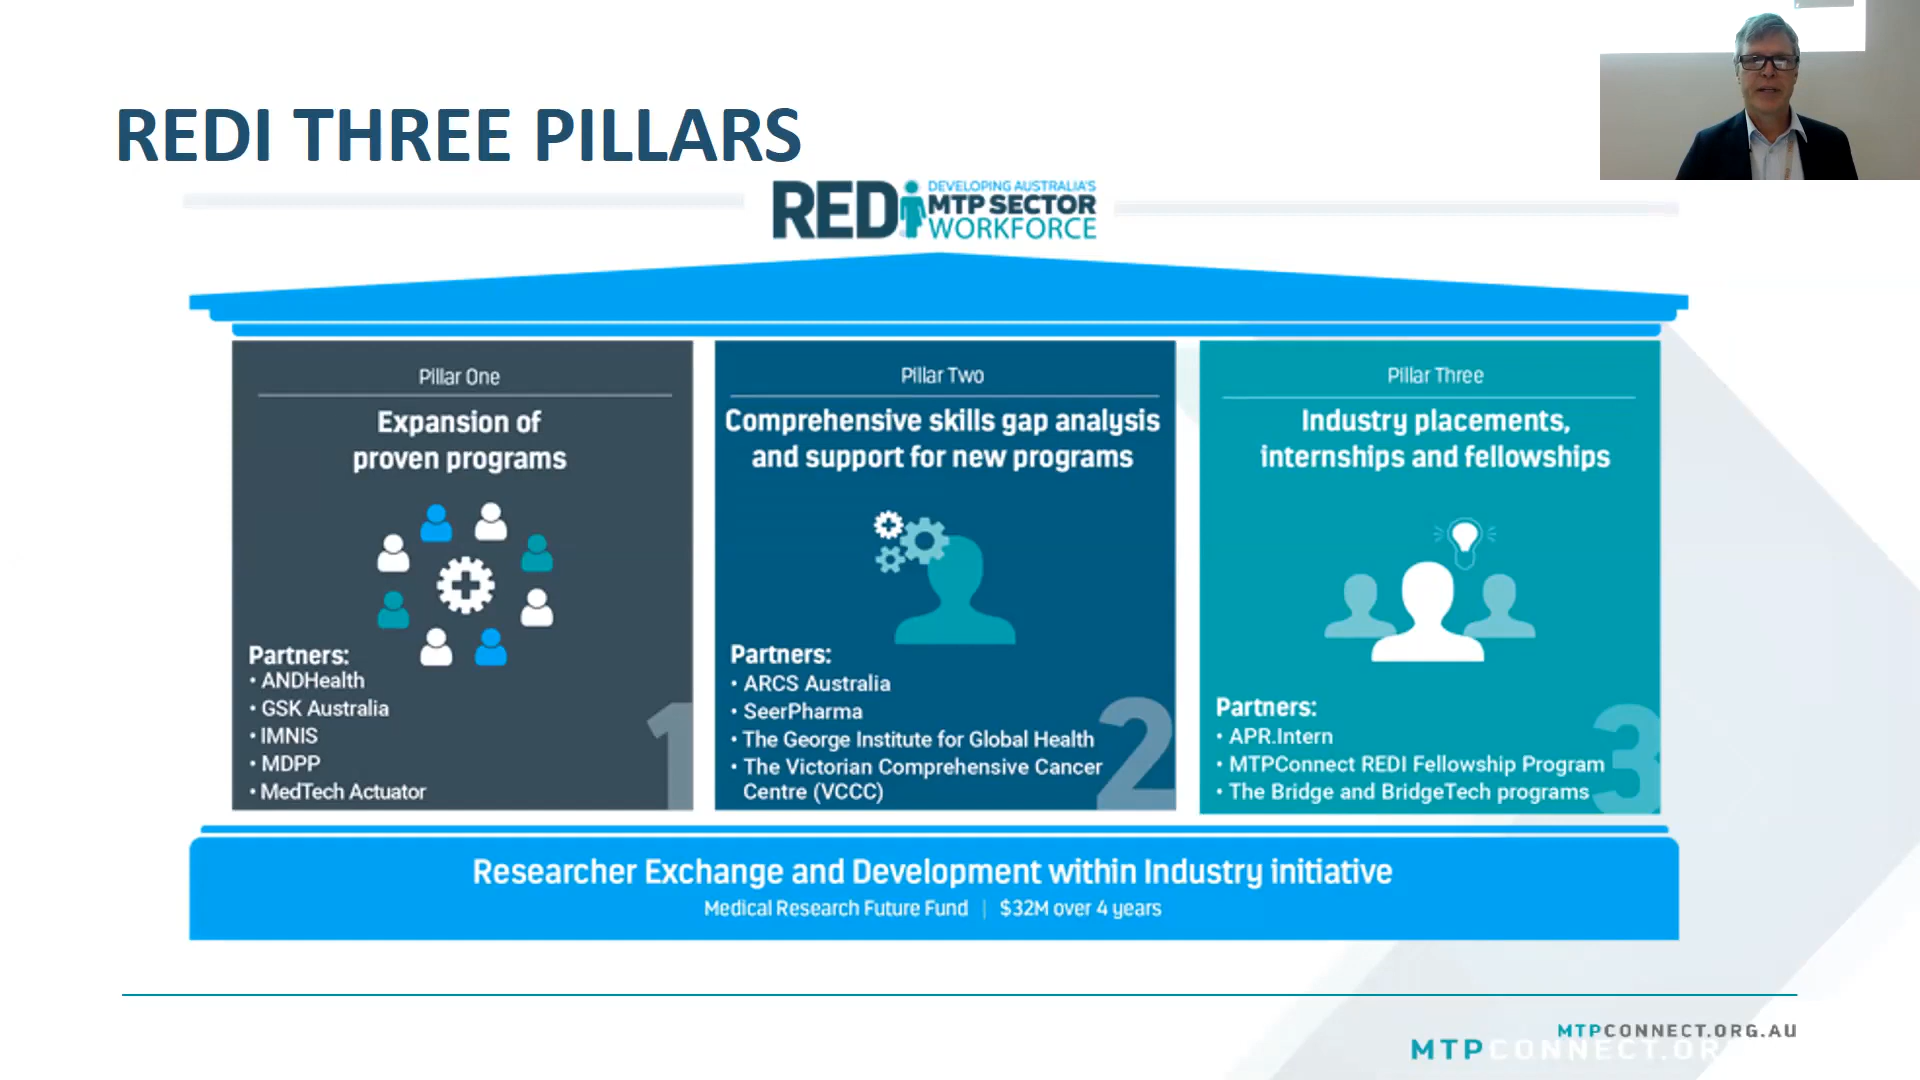 REDI THREE PILLARS
REDi DEVELOPING AUSTRALIA'S
MTP SECTOR
WORKFORCE
Pillar One
Expansion of
proven programs
Partners:
• ANDHealth
• GSK Australia
• IMNIS
• MDPP
• MedTech Actuator
1
Pillar Two
Comprehensive skills gap analysis
and support for new programs
Partners:
• ARCS Australia
• SeerPharma
• The George Institute for Global Health
• The Victorian Comprehensive Cancer
Centre (VCCC)
2
Pillar Three
Industry placements,
internships and fellowships
Partners:
• APR.Intern
• MTPConnect REDI Fellowship Program
• The Bridge and BridgeTech programs
3
Researcher Exchange and Development within Industry initiative
Medical Research Future Fund | $32M over 4 years
MTPCONNECT.ORG.AU
MTPCONNECT.OR